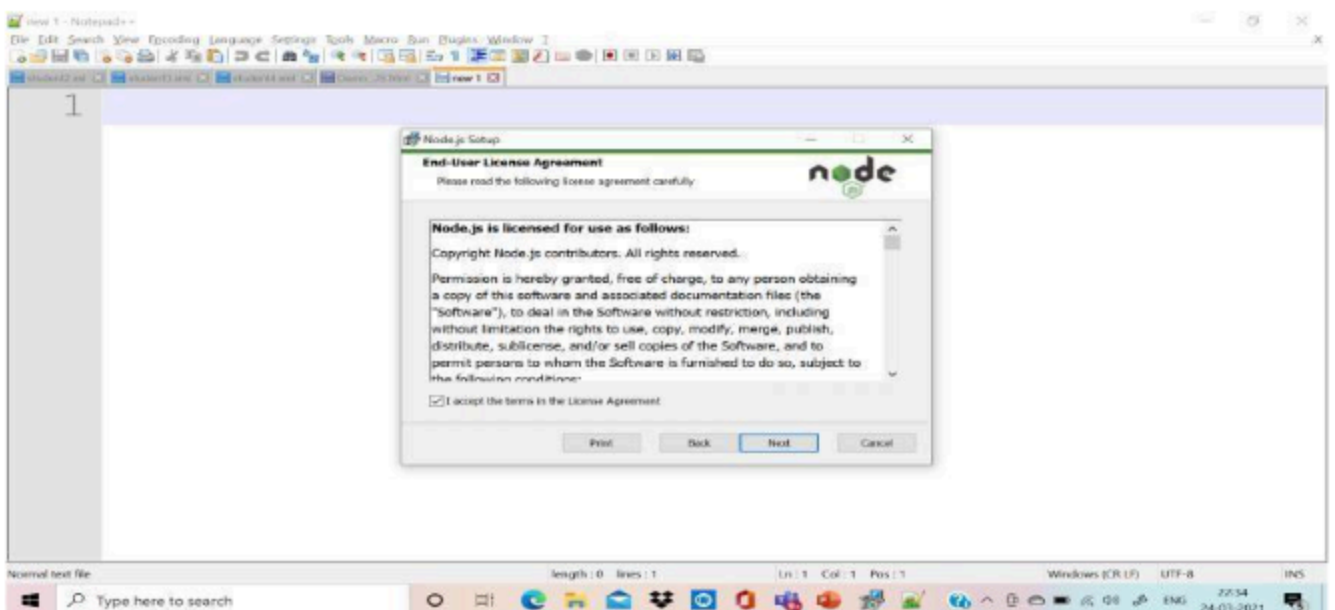 new 1 - Notepad++
File Edit Search View Encoding Language Settings Tools Macro Run Plugins Window ?
new 1
1
Node.js Setup
End-User License Agreement
Please read the following license agreement carefully
node
Node.js is licensed for use as follows:
Copyright Node.js contributors. All rights reserved.
Permission is hereby granted, free of charge, to any person obtaining
a copy of this software and associated documentation files (the
"Software"), to deal in the Software without restriction, including
without limitation the rights to use, copy, modify, merge, publish,
distribute, sublicense, and/or sell copies of the Software, and to
permit persons to whom the Software is furnished to do so, subject to
the following conditions:
I accept the terms in the License Agreement
Print Back Next Cancel
Normal text file length : 0 lines : 1 Ln : 1 Col : 1 Pos : 1 Windows (CR LF) UTF-8 INS
Type here to search ENG 22:34
24-03-2021